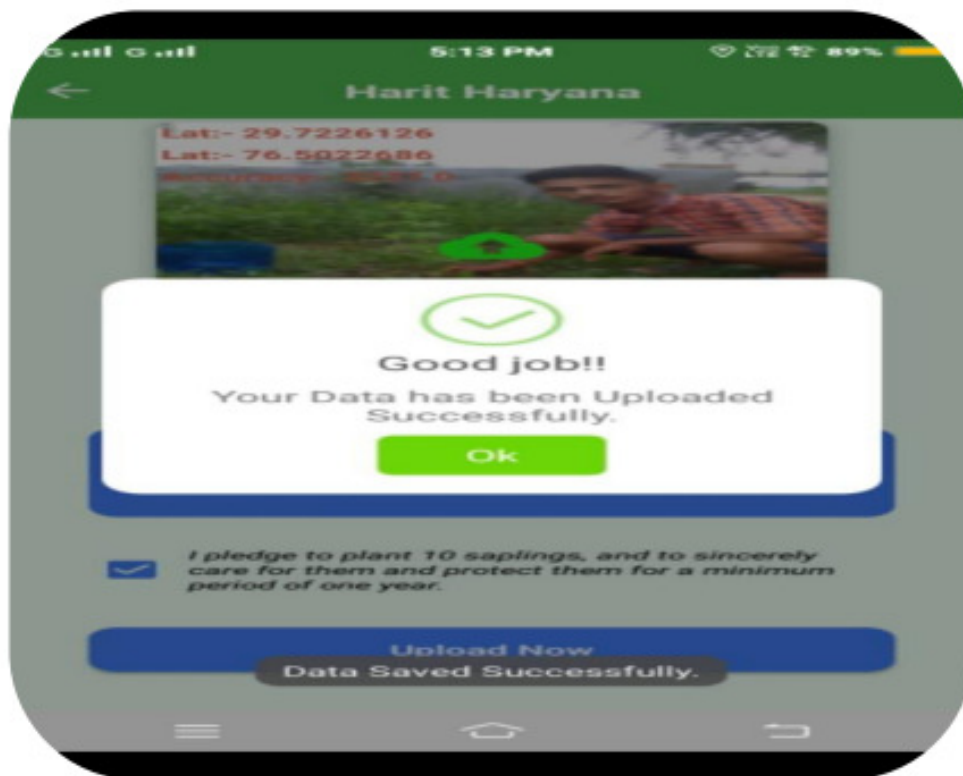 5:13 PM
89%
Harit Haryana
Lat:- 29.7226126
Lat:- 76.5022686
Good job!!
Your Data has been Uploaded
Successfully.
Ok
I pledge to plant 10 saplings, and to sincerely
care for them and protect them for a minimum
period of one year.
Upload Now
Data Saved Successfully.